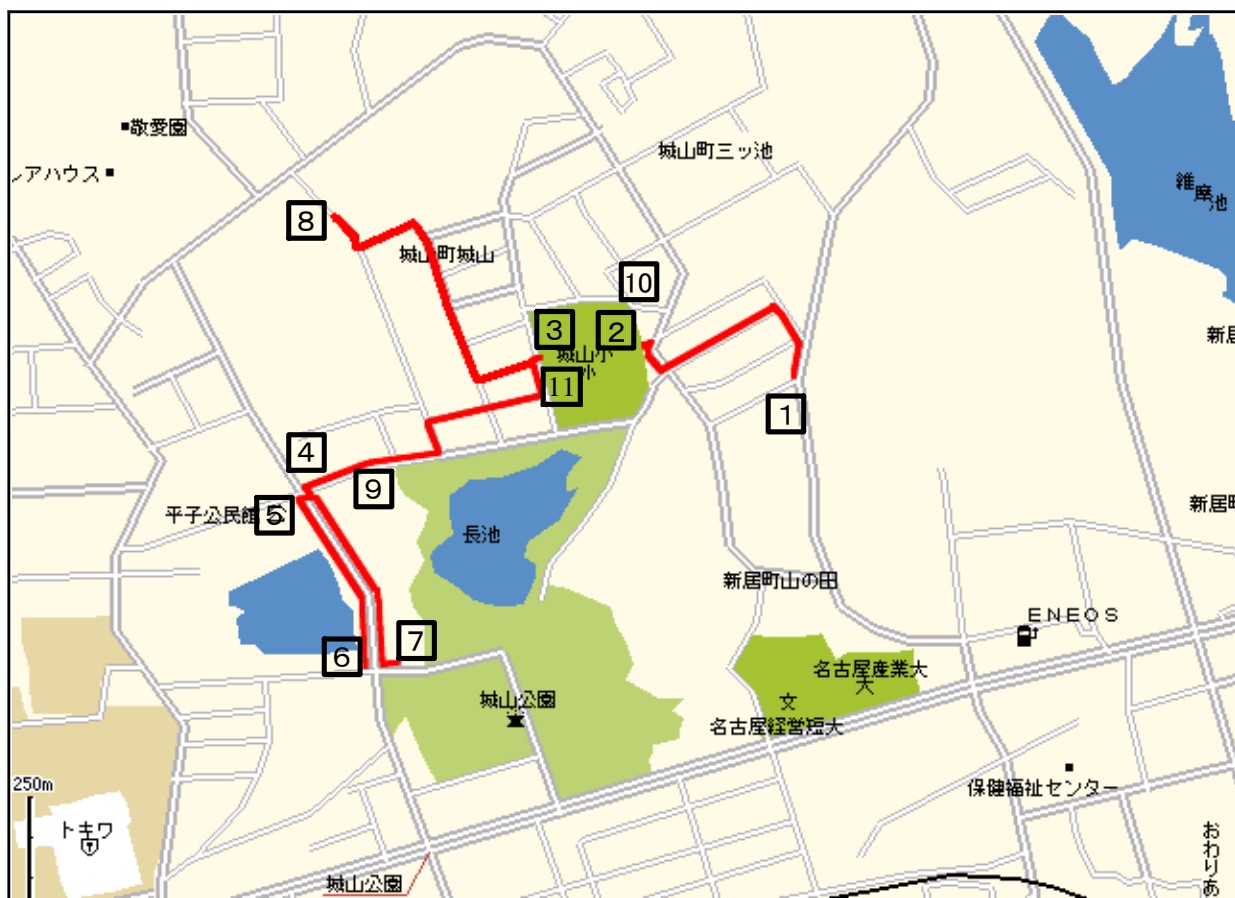 敬愛園
レアハウス
城山町三ッ池
維摩池
8
城山町城山
10
3
2
城山小
小
11
1
新居
4
9
5
平子公民館
長池
新居町
新居町山の田
ENEOS
6
7
名古屋産業大
大
城山公園
文
名古屋経営短大
250m
保健福祉センター
トキワ
おわりあ
城山公園